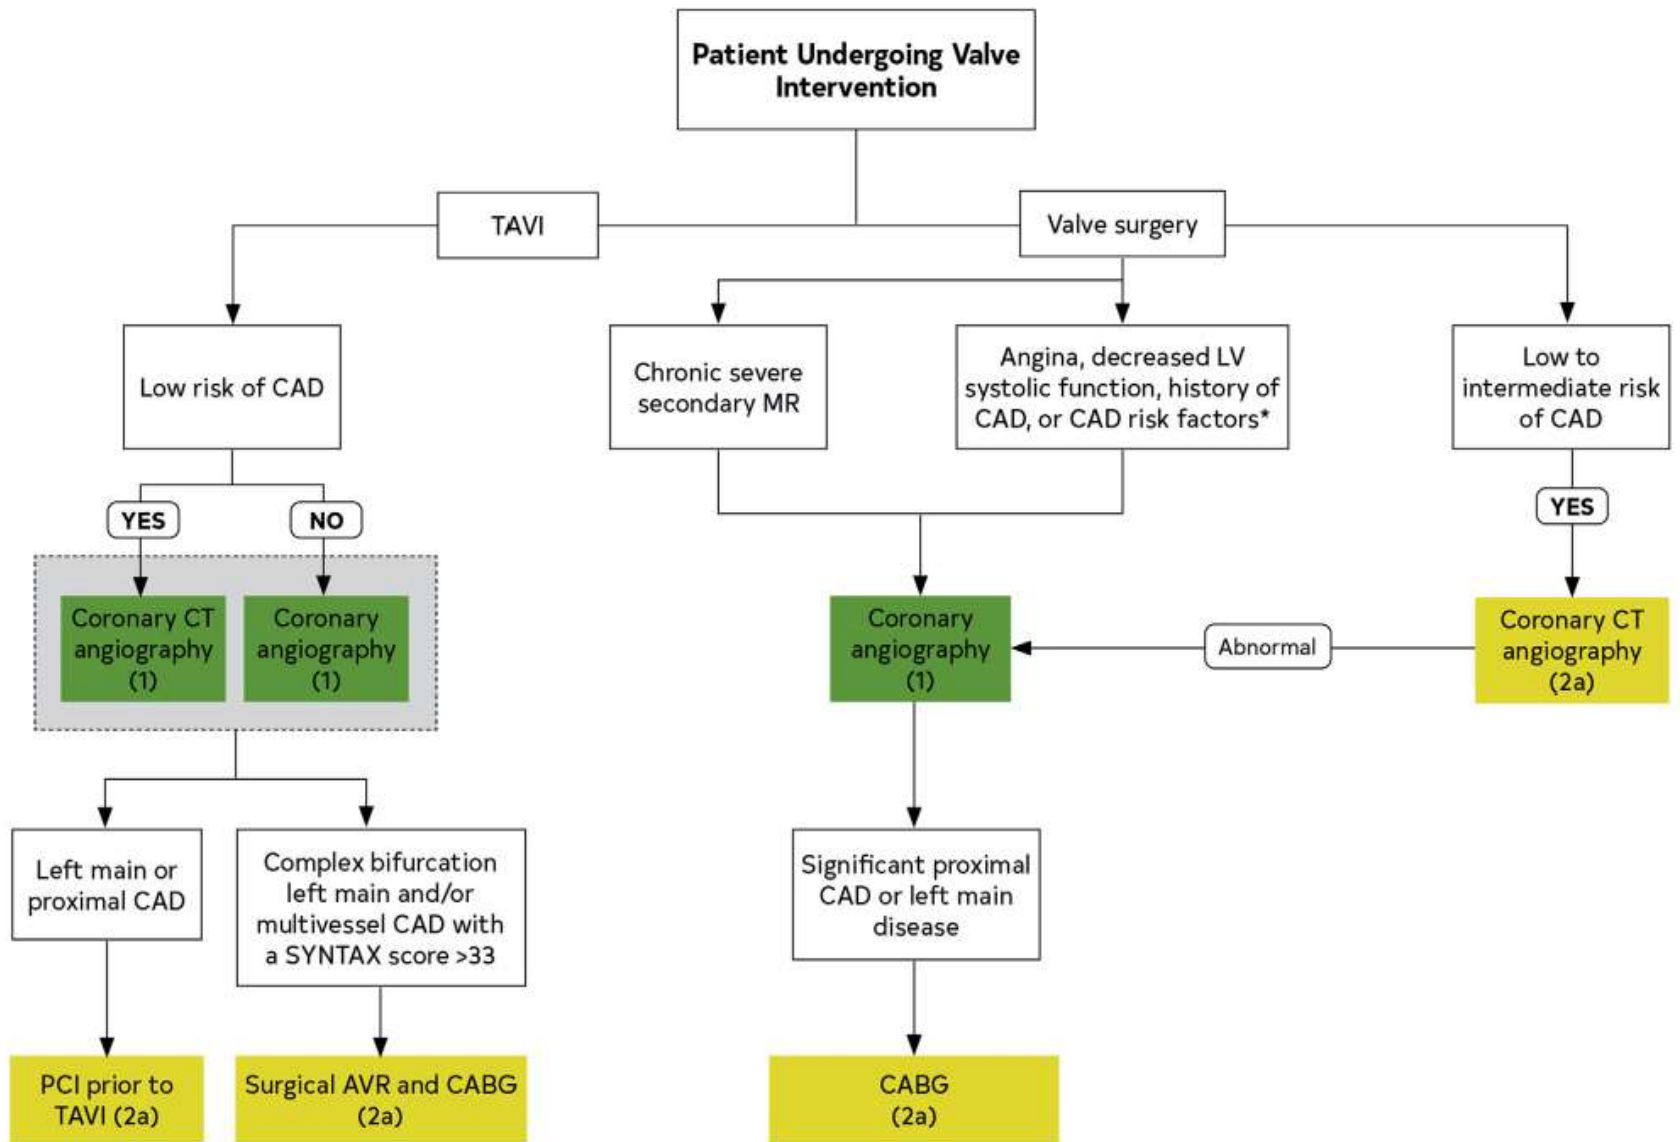 Patient Undergoing Valve
Intervention
TAVI
Valve surgery
Low risk of CAD
Chronic severe
secondary MR
Angina, decreased LV
systolic function, history of
CAD, or CAD risk factors*
Low to
intermediate risk
of CAD
YES
NO
YES
Coronary CT
angiography
(1)
Coronary
angiography
(1)
Coronary
angiography
(1)
Abnormal
Coronary CT
angiography
(2a)
Left main or
proximal CAD
Complex bifurcation
left main and/or
multivessel CAD with
a SYNTAX score >33
Significant proximal
CAD or left main
disease
PCI prior to
TAVI (2a)
Surgical AVR and CABG
(2a)
CABG
(2a)